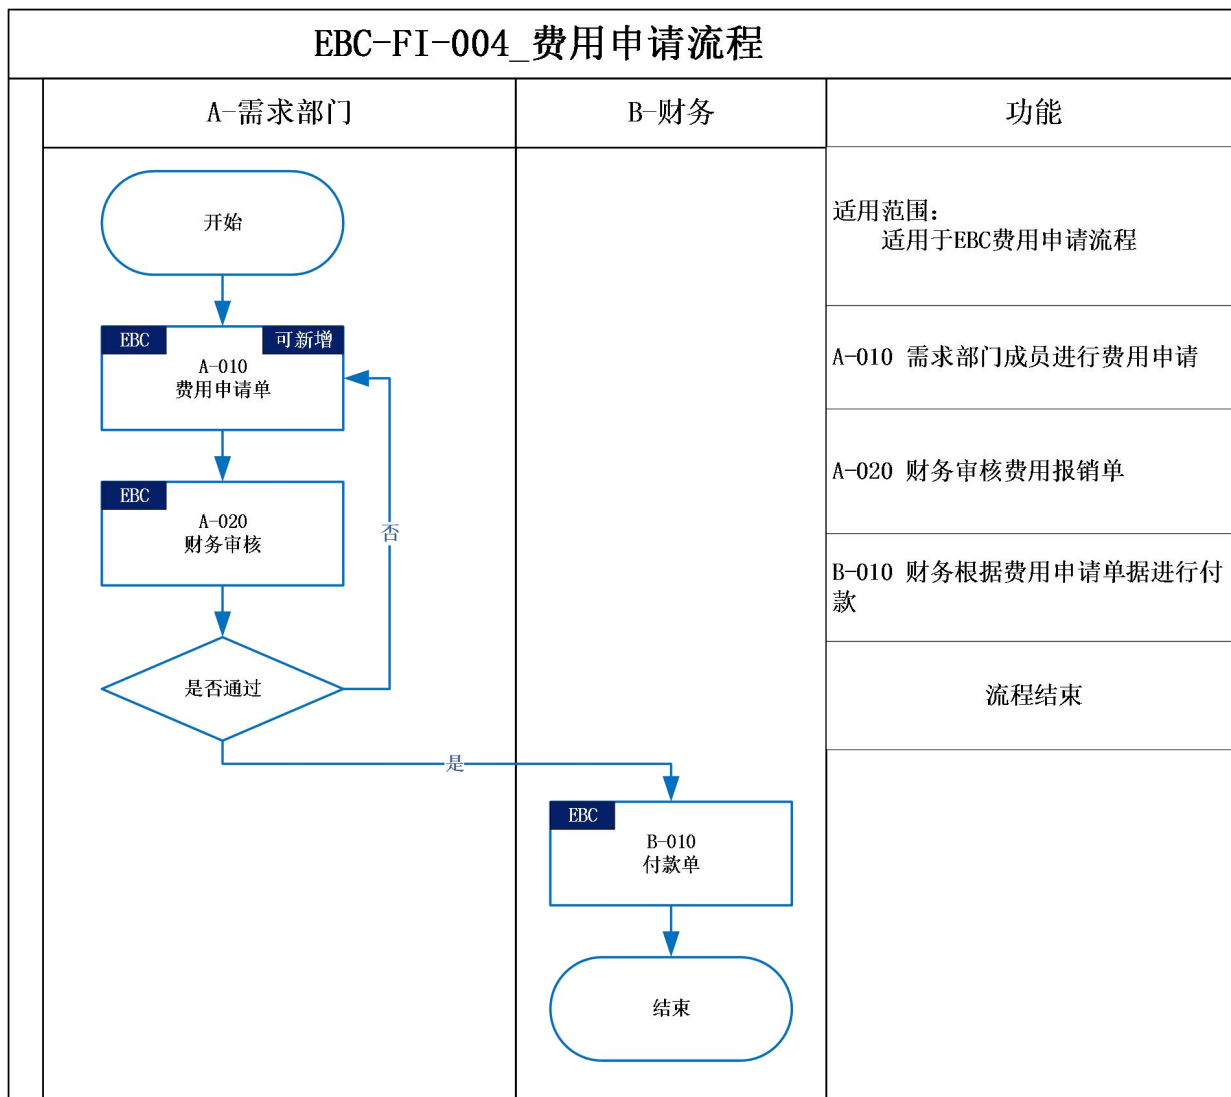 EBC-FI-004_费用申请流程
A-需求部门
B-财务
功能
开始
适用范围：
适用于EBC费用申请流程
EBC
可新增
A-010
费用申请单
A-010 需求部门成员进行费用申请
EBC
A-020
财务审核
否
A-020 财务审核费用报销单
B-010 财务根据费用申请单据进行付
款
是否通过
流程结束
是
EBC
B-010
付款单
结束